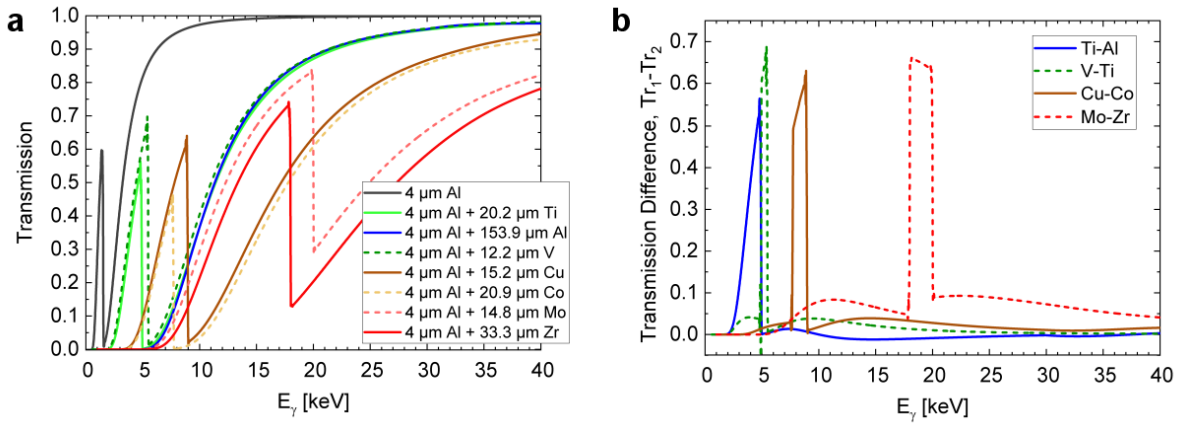 a
1.0
0.9
0.8
0.7
0.6
0.5
0.4
0.3
0.2
0.1
0.0
Transmission
4 µm Al
4 µm Al + 20.2 µm Ti
4 µm Al + 153.9 µm Al
4 µm Al + 12.2 µm V
4 µm Al + 15.2 µm Cu
4 µm Al + 20.9 µm Co
4 µm Al + 14.8 µm Mo
4 µm Al + 33.3 µm Zr
0 5 10 15 20 25 30 35 40
Eγ [keV]
b
0.7
0.6
0.5
0.4
0.3
0.2
0.1
0.0
Transmission Difference, Tr1-Tr2
Ti-Al
V-Ti
Cu-Co
Mo-Zr
0 5 10 15 20 25 30 35 40
Eγ [keV]